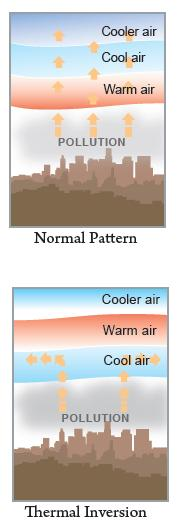 Cooler air
Cool air
Warm air
POLLUTION
Normal Pattern
Cooler air
Warm air
Cool air
POLLUTION
Thermal Inversion